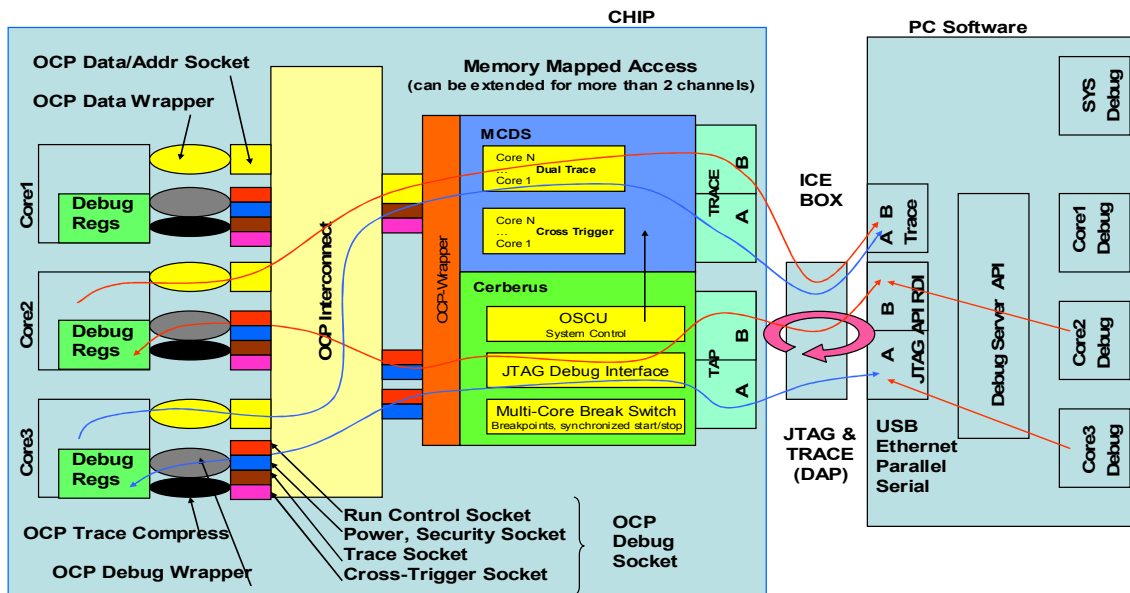 CHIP
PC Software
OCP Data/Addr Socket
OCP Data Wrapper
Memory Mapped Access
(can be extended for more than 2 channels)
SYS
Debug
Core1
Debug
Regs
OCP Interconnect
OCP-Wrapper
MCDS
Core N
...
Core 1
Dual Trace
Core N
...
Core 1
Cross Trigger
TRACE
B
A
ICE
BOX
A B
Trace
Core1
Debug
Core2
Debug
Regs
Cerberus
OSCU
System Control
JTAG Debug Interface
Multi-Core Break Switch
Breakpoints, synchronized start/stop
TAP
B
A
B
A
JTAG API RDI
Debug Server API
Core2
Debug
Core3
Debug
Regs
JTAG &
TRACE
(DAP)
USB
Ethernet
Parallel
Serial
Core3
Debug
OCP Trace Compress
OCP Debug Wrapper
Run Control Socket
Power, Security Socket
Trace Socket
Cross-Trigger Socket
OCP
Debug
Socket